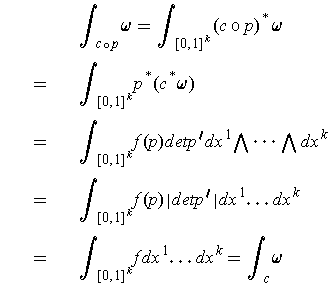 ∫_{c∘p} ω = ∫_{[0,1]^k} (c∘p)^* ω
= ∫_{[0,1]^k} p^*(c^*ω)
= ∫_{[0,1]^k} f(p)detp′dx^1⋀⋯⋀dx^k
= ∫_{[0,1]^k} f(p)|detp′|dx^1…dx^k
= ∫_{[0,1]^k} fdx^1…dx^k = ∫_c ω